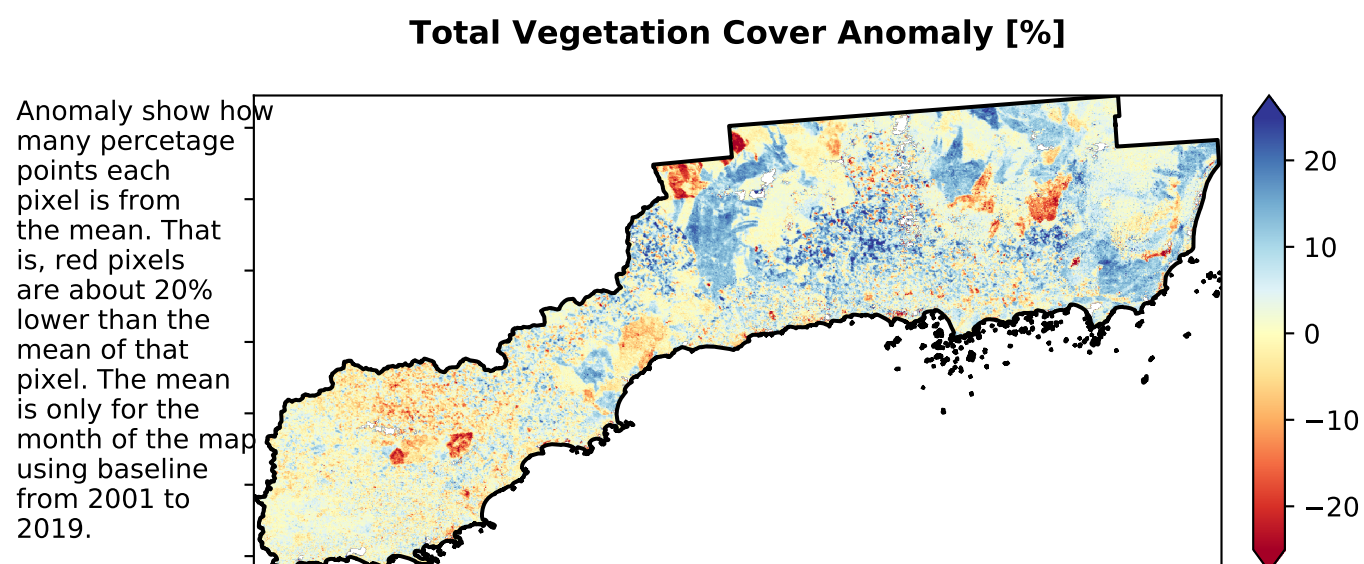 Total Vegetation Cover Anomaly [%]
Anomaly show how
many percetage
points each
pixel is from
the mean. That
is, red pixels
are about 20%
lower than the
mean of that
pixel. The mean
is only for the
month of the map
using baseline
from 2001 to
2019.
20
10
0
−10
−20